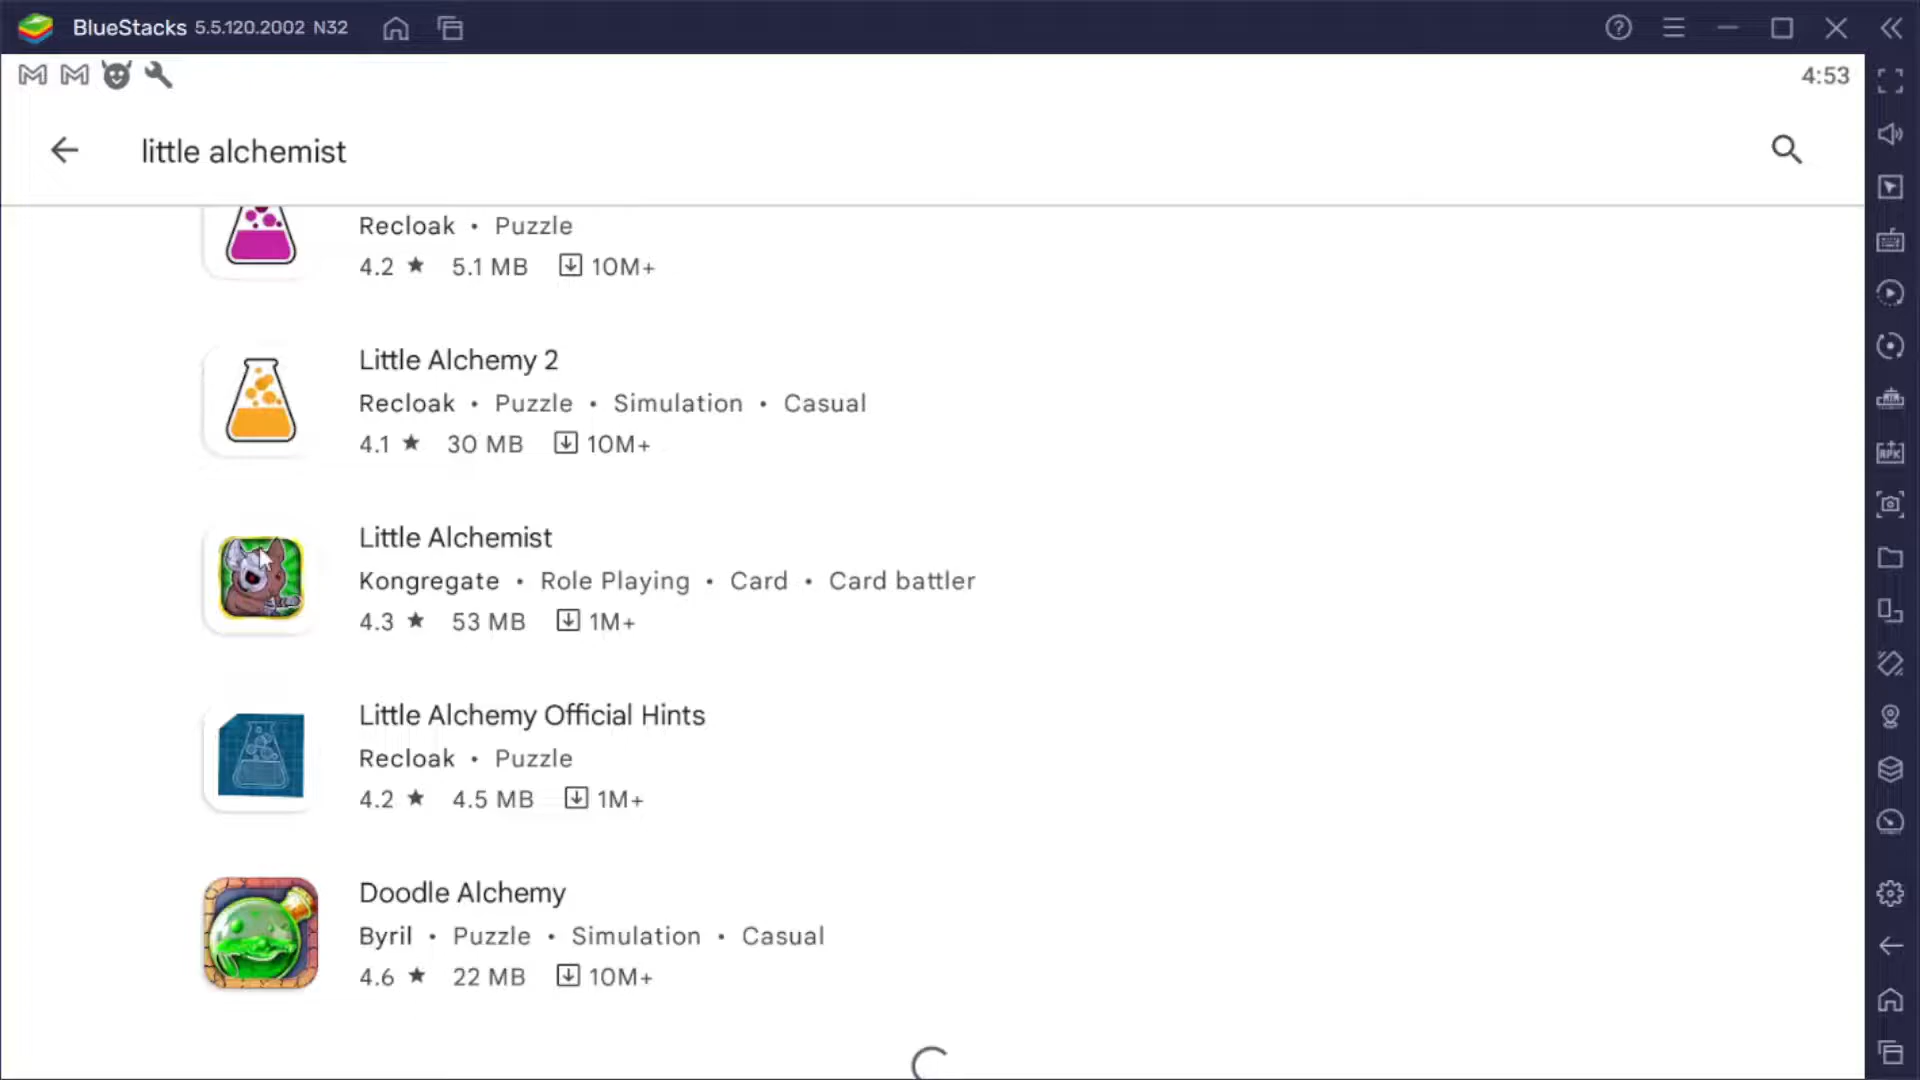 BlueStacks 5.5.120.2002 N32
4:53
little alchemist
Recloak • Puzzle
4.2 ★ 5.1 MB 10M+
Little Alchemy 2
Recloak • Puzzle • Simulation • Casual
4.1 ★ 30 MB 10M+
Little Alchemist
Kongregate • Role Playing • Card • Card battler
4.3 ★ 53 MB 1M+
Little Alchemy Official Hints
Recloak • Puzzle
4.2 ★ 4.5 MB 1M+
Doodle Alchemy
Byril • Puzzle • Simulation • Casual
4.6 ★ 22 MB 10M+
APK